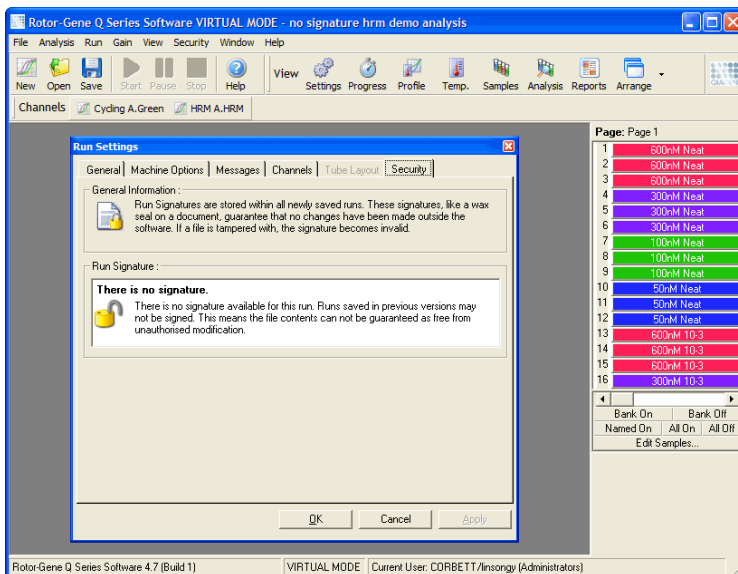 Rotor-Gene Q Series Software VIRTUAL MODE - no signature hrm demo analysis
File Analysis Run Gain View Security Window Help
New Open Save Start Pause Stop Help View Settings Progress Profile Temp. Samples Analysis Reports Arrange
Channels Cycling A.Green HRM A.HRM
Run Settings
General Machine Options Messages Channels Tube Layout Security
General Information :
Run Signatures are stored within all newly saved runs. These signatures, like a wax
seal on a document, guarantee that no changes have been made outside the
software. If a file is tampered with, the signature becomes invalid.
Run Signature :
There is no signature.
There is no signature available for this run. Runs saved in previous versions may
not be signed. This means the file contents can not be guaranteed as free from
unauthorised modification.
OK Cancel Apply
Page: Page 1
1 600nM Neat
2 600nM Neat
3 600nM Neat
4 300nM Neat
5 300nM Neat
6 300nM Neat
7 100nM Neat
8 100nM Neat
9 100nM Neat
10 50nM Neat
11 50nM Neat
12 50nM Neat
13 600nM 10-3
14 600nM 10-3
15 600nM 10-3
16 300nM 10-3
Bank On Bank Off
Named On All On All Off
Edit Samples...
Rotor-Gene Q Series Software 4.7 (Build 1) VIRTUAL MODE Current User: CORBETT/linsongy (Administrators)